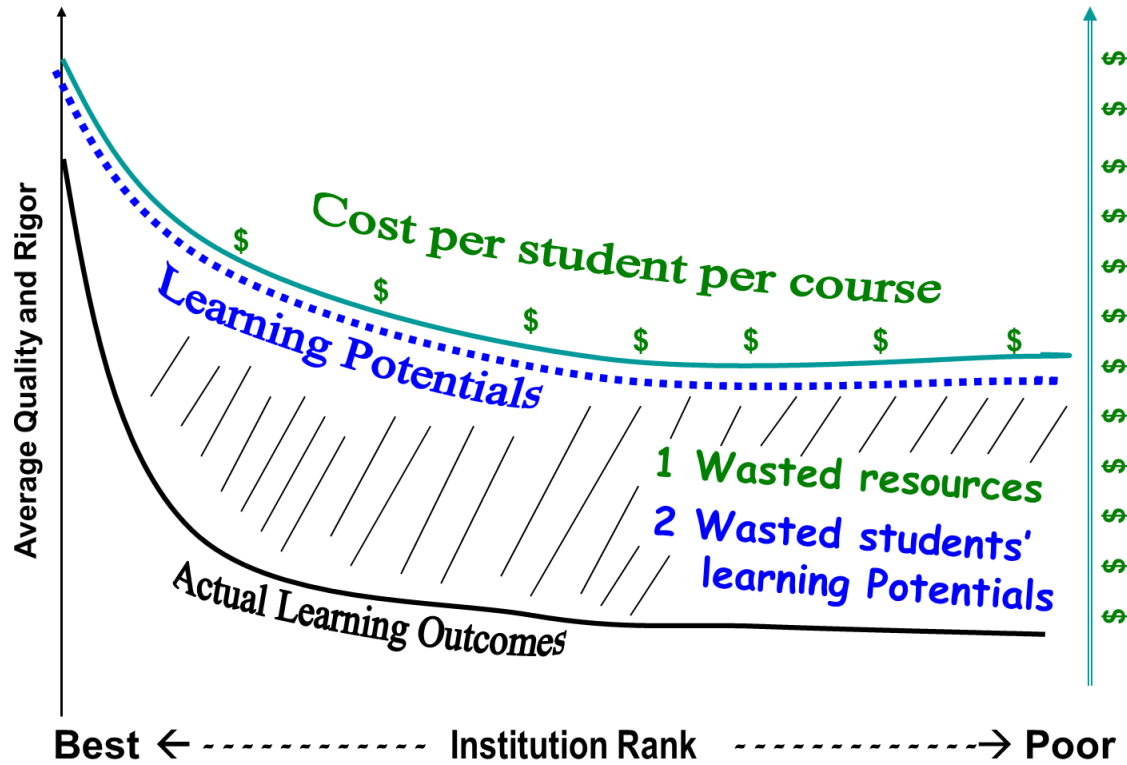 Average Quality and Rigor
Cost per student per course
$ $ $ $ $ $ $
Learning Potentials
1 Wasted resources
2 Wasted students'
learning Potentials
Actual Learning Outcomes
$
$
$
$
$
$
$
$
$
$
$
$
Best ← - - - - - - - - - - - - Institution Rank - - - - - - - - - - - - → Poor